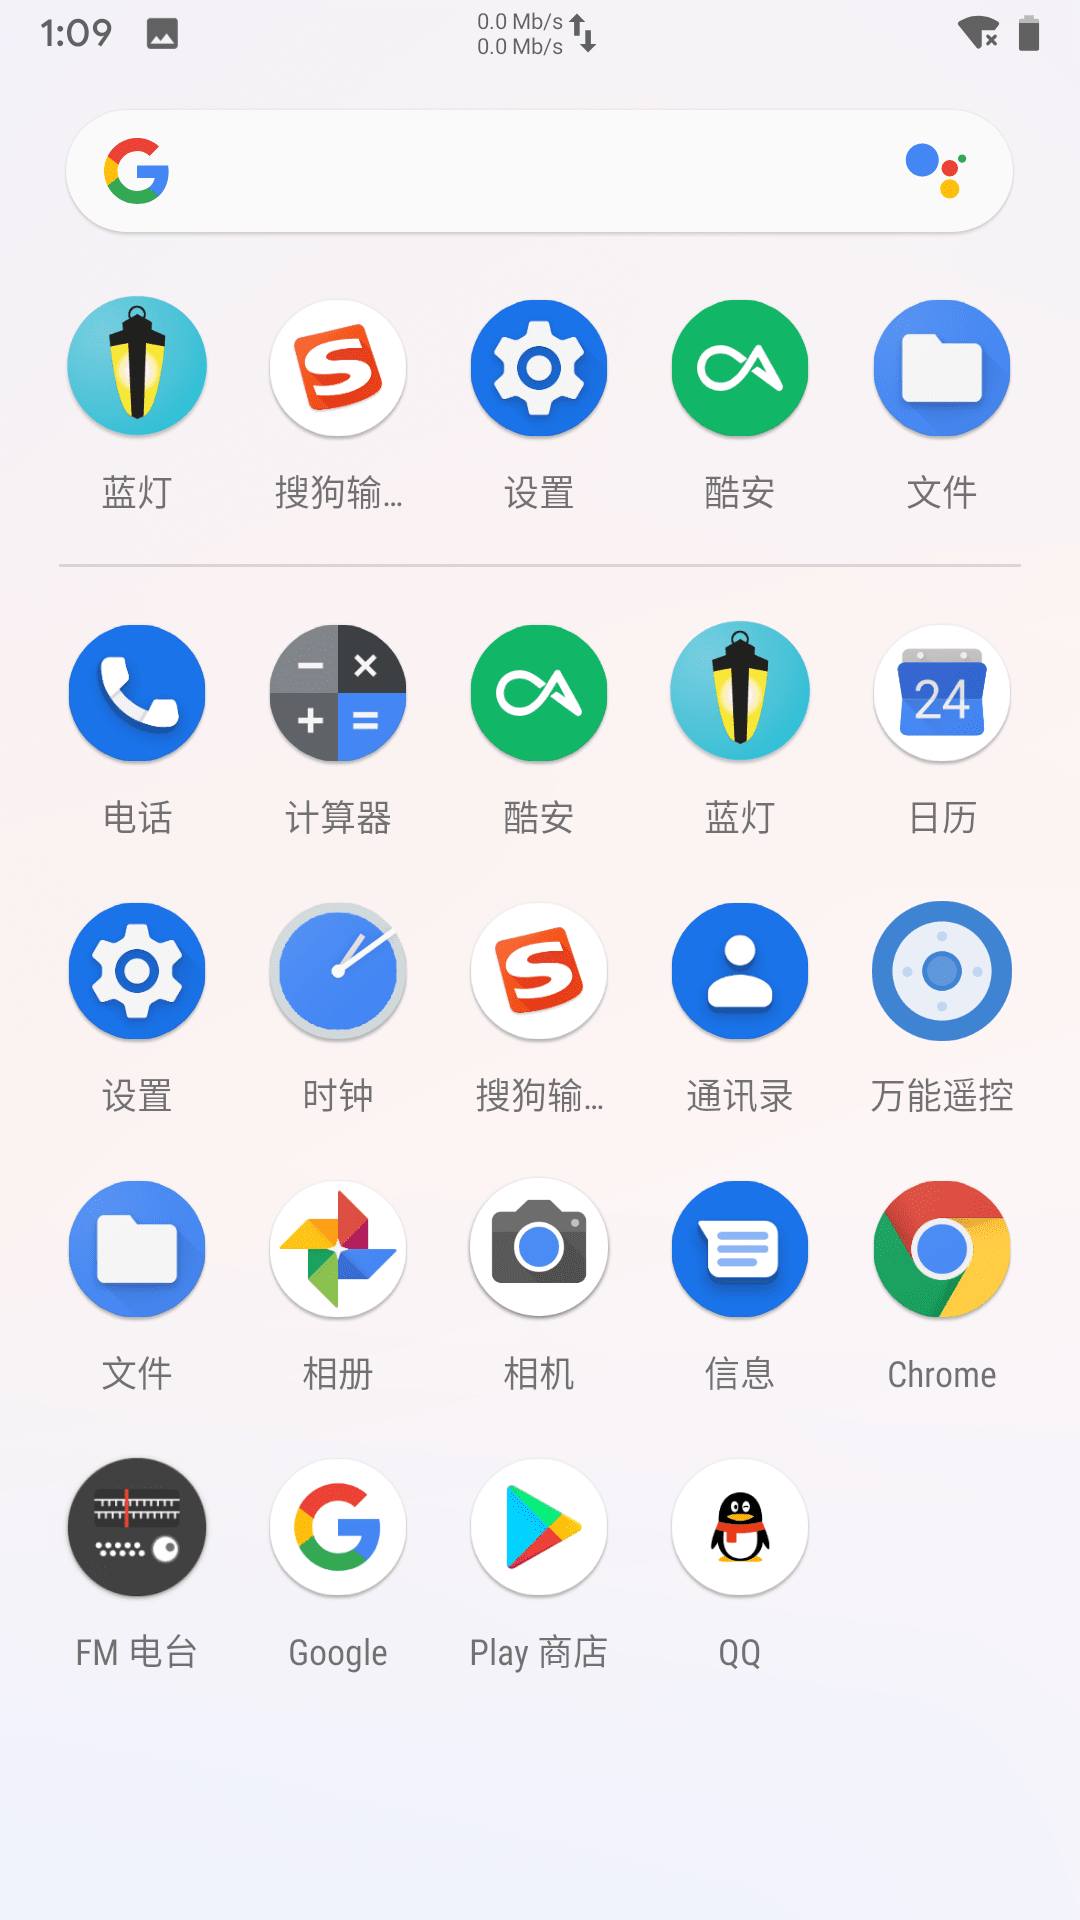 1:09
0.0 Mb/s
0.0 Mb/s
蓝灯 搜狗输... 设置 酷安 文件
24
电话 计算器 酷安 蓝灯 日历
设置 时钟 搜狗输... 通讯录 万能遥控
文件 相册 相机 信息 Chrome
FM 电台 Google Play 商店 QQ